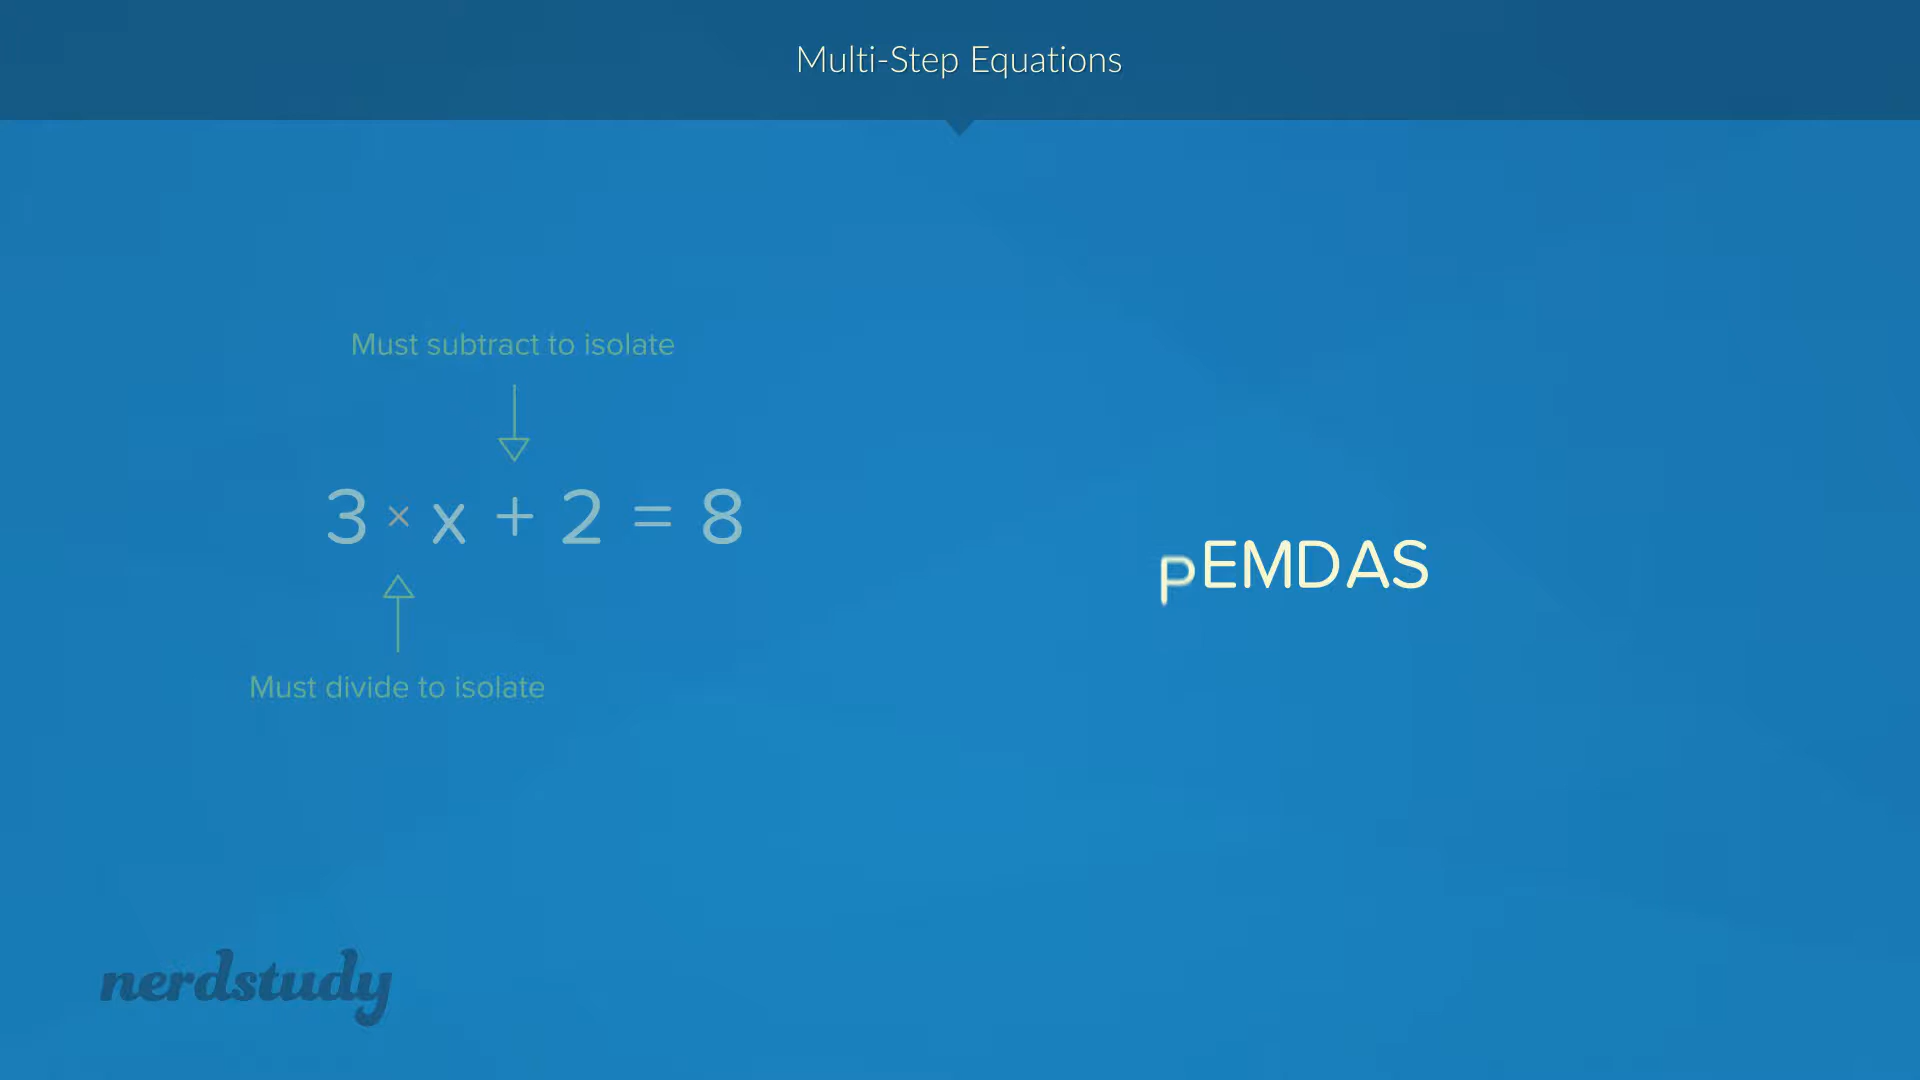 Multi-Step Equations
Must subtract to isolate
3 × x + 2 = 8
Must divide to isolate
PEMDAS
nerdstudy